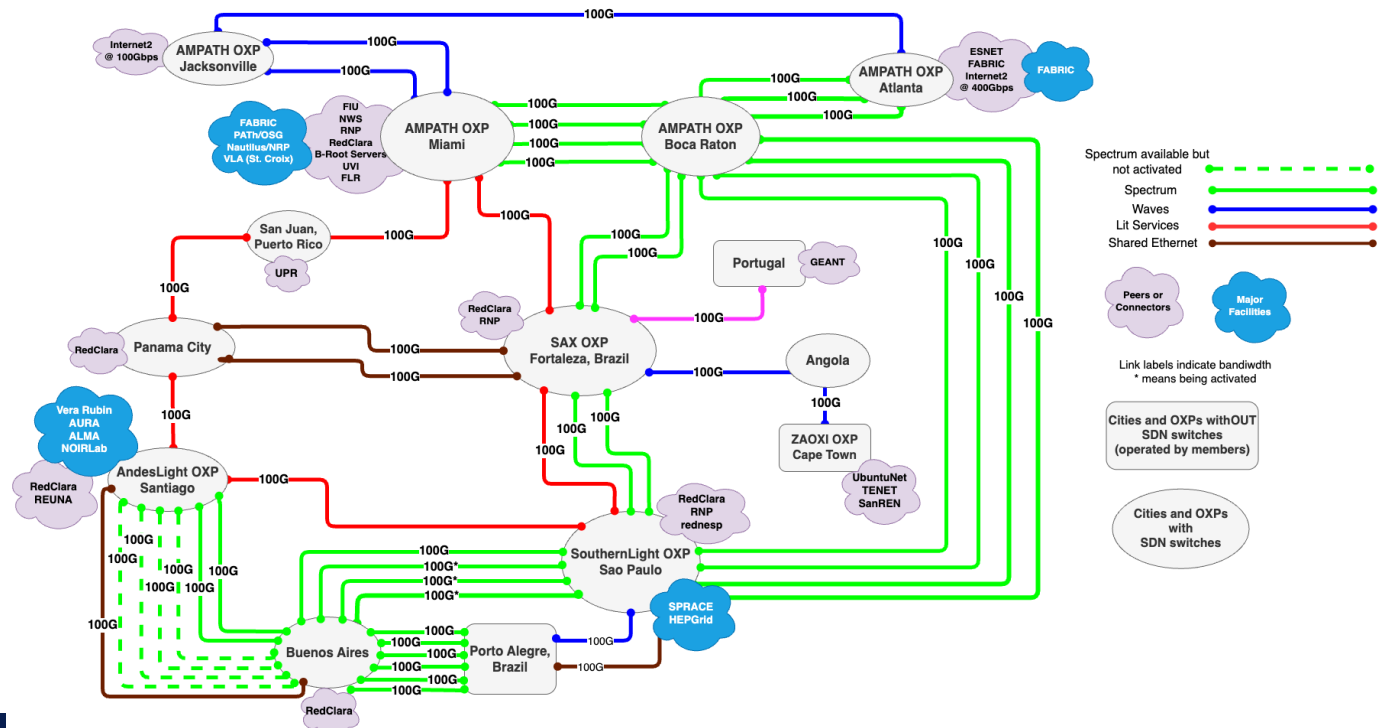 100G
Internet2
@ 100Gbps
AMPATH OXP
Jacksonville
100G
100G
AMPATH OXP
Atlanta
ESNET
FABRIC
Internet2
@ 400Gbps
FABRIC
100G
100G
100G
FABRIC
PATh/OSG
Nautilus/NRP
VLA (St. Croix)
FIU
NWS
RNP
RedClara
B-Root Servers
UVI
FLR
AMPATH OXP
Miami
100G
100G
100G
100G
AMPATH OXP
Boca Raton
Spectrum available but
not activated
Spectrum
Waves
Lit Services
Shared Ethernet
San Juan,
Puerto Rico
UPR
100G
100G
100G
100G
100G
100G
100G
100G
100G
Portugal
GEANT
100G
Peers or
Connectors
Major
Facilities
RedClara
Panama City
100G
100G
RedClara
RNP
SAX OXP
Fortaleza, Brazil
100G
100G
Angola
100G
ZAOXI OXP
Cape Town
UbuntuNet
TENET
SanREN
Link labels indicate bandiwdth
* means being activated
Cities and OXPs withOUT
SDN switches
(operated by members)
Cities and OXPs
with
SDN switches
100G
Vera Rubin
AURA
ALMA
NOIRLab
RedClara
REUNA
AndesLight OXP
Santiago
100G
100G
100G
100G
RedClara
RNP
rednesp
SouthernLight OXP
Sao Paulo
SPRACE
HEPGrid
100G
100G
100G
100G
100G
100G
100G
100G
100G*
100G*
100G*
Buenos Aires
RedClara
100G
100G
100G
100G
100G
100G
Porto Alegre,
Brazil
100G
100G